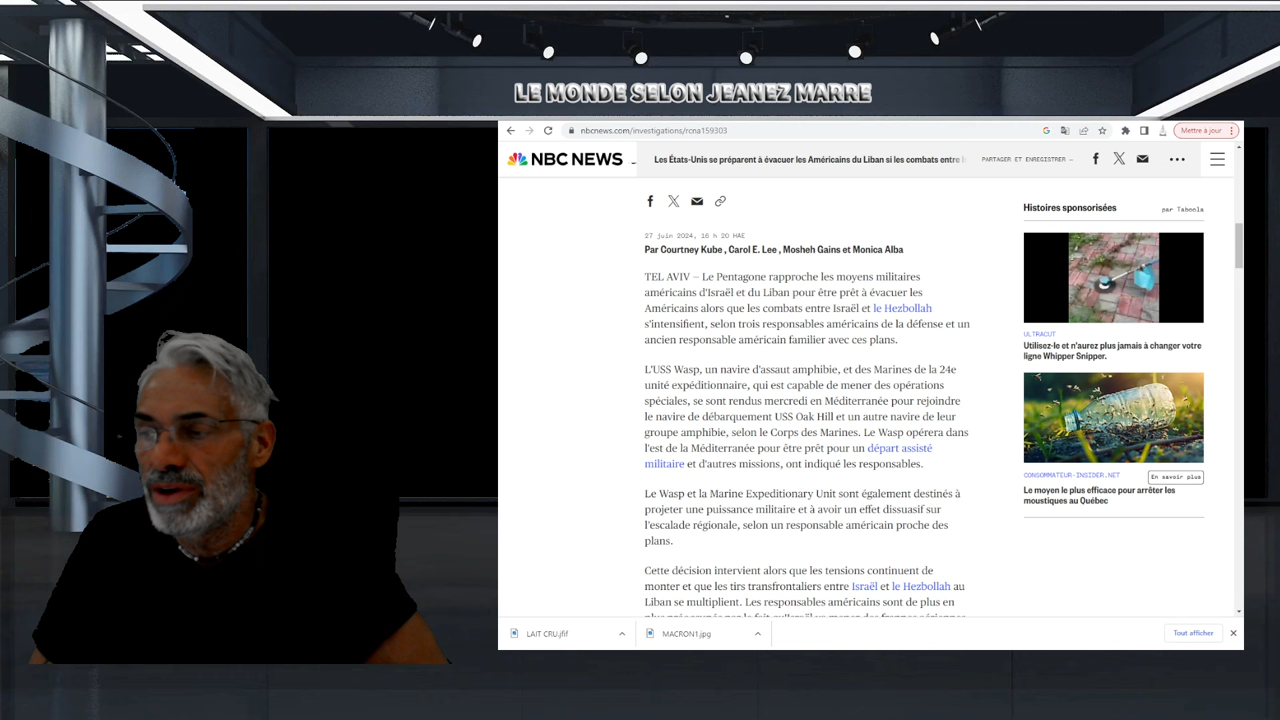 LE MONDE SELON JEANEZ MARRE
nbcnews.com/investigations/rcna159303
Mettre à jour
NBC NEWS
Les États-Unis se préparent à évacuer les Américains du Liban si les combats entre
PARTAGER ET ENREGISTRER —
Histoires sponsorisées
par Taboola
27 juin 2024, 16 h 20 HAE
Par Courtney Kube , Carol E. Lee , Mosheh Gains et Monica Alba
TEL AVIV — Le Pentagone rapproche les moyens militaires
américains d'Israël et du Liban pour être prêt à évacuer les
Américains alors que les combats entre Israël et le Hezbollah
s'intensifient, selon trois responsables américains de la défense et un
ancien responsable américain familier avec ces plans.
L'USS Wasp, un navire d'assaut amphibie, et des Marines de la 24e
unité expéditionnaire, qui est capable de mener des opérations
spéciales, se sont rendus mercredi en Méditerranée pour rejoindre
le navire de débarquement USS Oak Hill et un autre navire de leur
groupe amphibie, selon le Corps des Marines. Le Wasp opérera dans
l'est de la Méditerranée pour être prêt pour un départ assisté
militaire et d'autres missions, ont indiqué les responsables.
Le Wasp et la Marine Expeditionary Unit sont également destinés à
projeter une puissance militaire et à avoir un effet dissuasif sur
l'escalade régionale, selon un responsable américain proche des
plans.
Cette décision intervient alors que les tensions continuent de
monter et que les tirs transfrontaliers entre Israël et le Hezbollah au
Liban se multiplient. Les responsables américains sont de plus en
ULTRACUT
Utilisez-le et n'aurez plus jamais à changer votre
ligne Whipper Snipper.
CONSOMMATEUR-INSIDER.NET
En savoir plus
Le moyen le plus efficace pour arrêter les
moustiques au Québec
LAIT CRU.jfif
MACRON1.jpg
Tout afficher